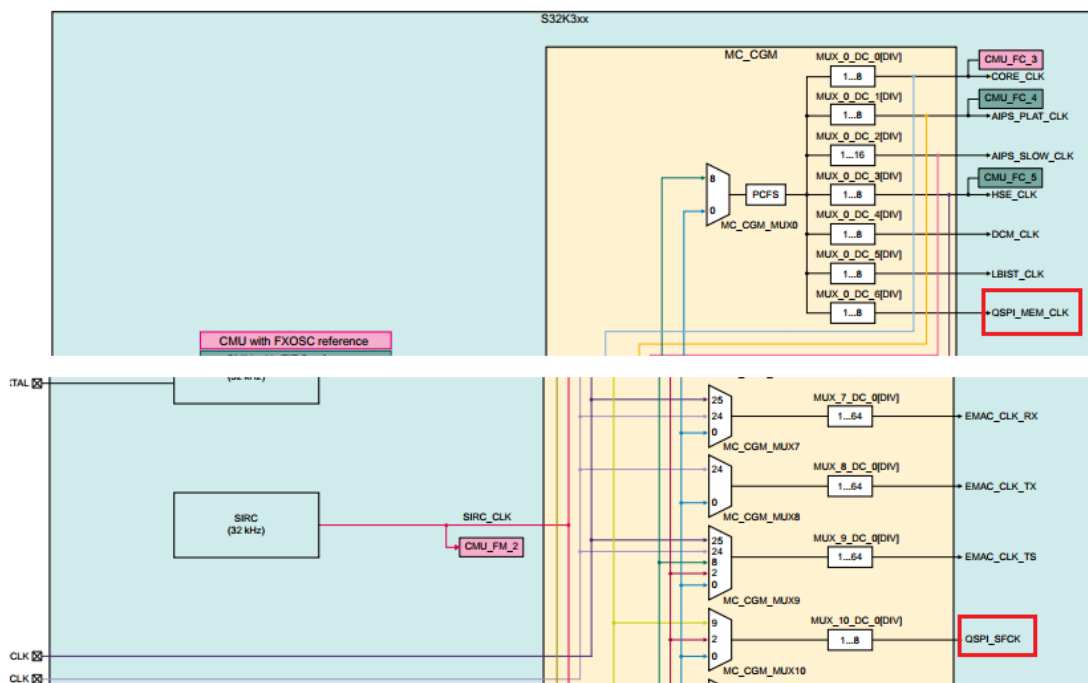 S32K3xx
MC_CGM
MUX_0_DC_0[DIV]
1...8
CMU_FC_3
CORE_CLK
MUX_0_DC_1[DIV]
1...8
CMU_FC_4
AIPS_PLAT_CLK
MUX_0_DC_2[DIV]
1...16
AIPS_SLOW_CLK
8
0
MC_CGM_MUX0
PCFS
MUX_0_DC_3[DIV]
1...8
CMU_FC_5
HSE_CLK
MUX_0_DC_4[DIV]
1...8
DCM_CLK
MUX_0_DC_5[DIV]
1...8
LBIST_CLK
MUX_0_DC_6[DIV]
1...8
QSPI_MEM_CLK
CMU with FXOSC reference
TAL
(32 kHz)
25
24
0
MC_CGM_MUX7
MUX_7_DC_0[DIV]
1...64
EMAC_CLK_RX
24
0
MC_CGM_MUX8
MUX_8_DC_0[DIV]
1...64
EMAC_CLK_TX
SIRC
(32 kHz)
SIRC_CLK
CMU_FM_2
25
24
8
2
0
MC_CGM_MUX9
MUX_9_DC_0[DIV]
1...64
EMAC_CLK_TS
9
2
0
MC_CGM_MUX10
MUX_10_DC_0[DIV]
1...8
QSPI_SFCK
CLK
CLK